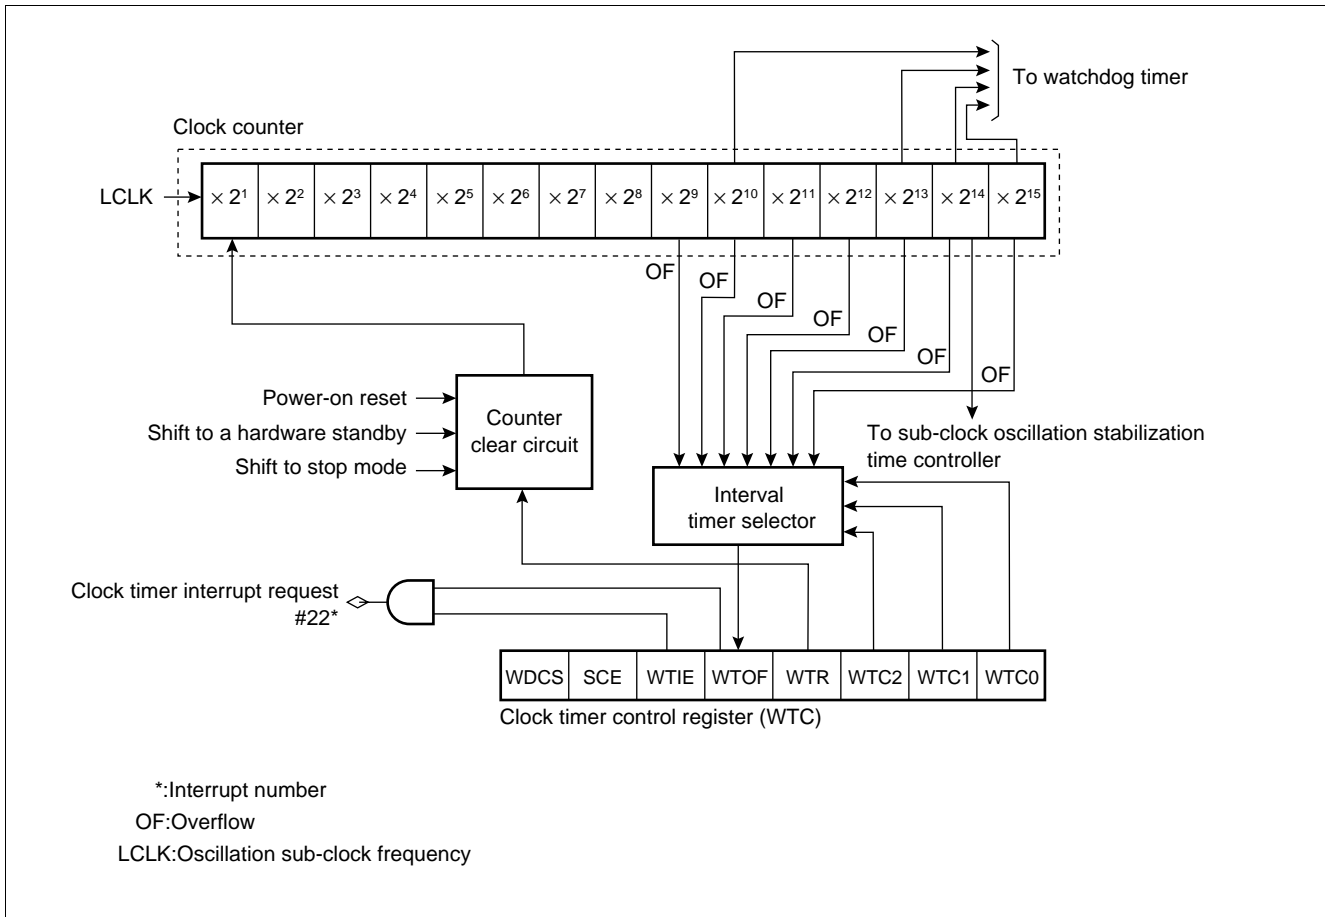 To watchdog timer
Clock counter
LCLK
× 2¹ × 2² × 2³ × 2⁴ × 2⁵ × 2⁶ × 2⁷ × 2⁸ × 2⁹ × 2¹⁰ × 2¹¹ × 2¹² × 2¹³ × 2¹⁴ × 2¹⁵
OF
OF
OF
OF
OF
OF
OF
Power-on reset
Shift to a hardware standby
Shift to stop mode
Counter
clear circuit
To sub-clock oscillation stabilization
time controller
Interval
timer selector
Clock timer interrupt request
#22*
WDCS SCE WTIE WTOF WTR WTC2 WTC1 WTC0
Clock timer control register (WTC)
*:Interrupt number
OF:Overflow
LCLK:Oscillation sub-clock frequency